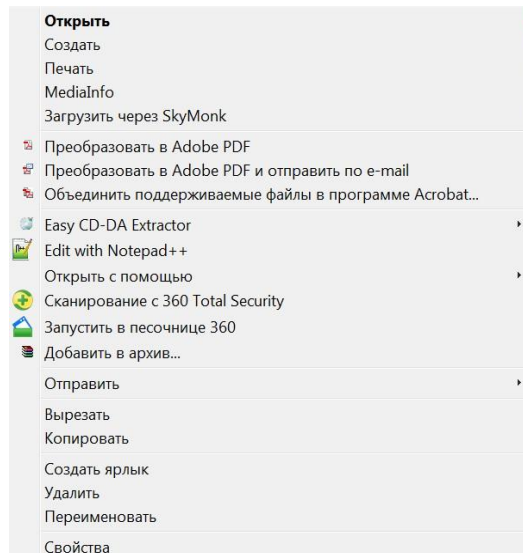 Открыть
Создать
Печать
MediaInfo
Загрузить через SkyMonk
Преобразовать в Adobe PDF
Преобразовать в Adobe PDF и отправить по e-mail
Объединить поддерживаемые файлы в программе Acrobat...
Easy CD-DA Extractor
Edit with Notepad++
Открыть с помощью
Сканирование с 360 Total Security
Запустить в песочнице 360
Добавить в архив...
Отправить
Вырезать
Копировать
Создать ярлык
Удалить
Переименовать
Свойства